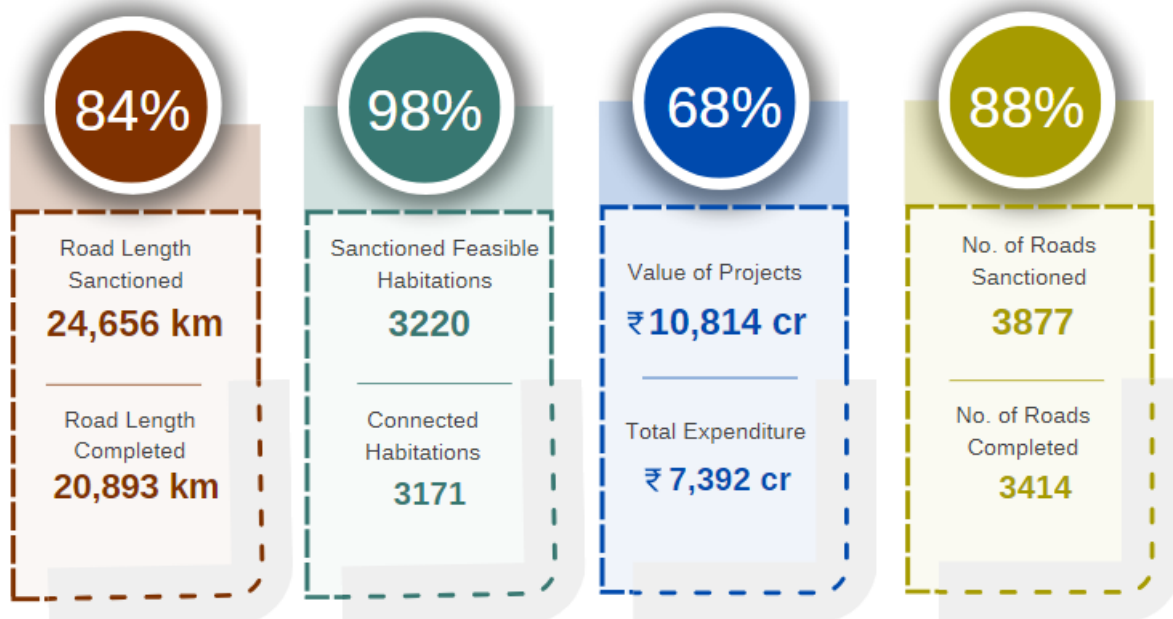 84%
Road Length
Sanctioned
24,656 km
Road Length
Completed
20,893 km
98%
Sanctioned Feasible
Habitations
3220
Connected
Habitations
3171
68%
Value of Projects
₹ 10,814 cr
Total Expenditure
₹ 7,392 cr
88%
No. of Roads
Sanctioned
3877
No. of Roads
Completed
3414